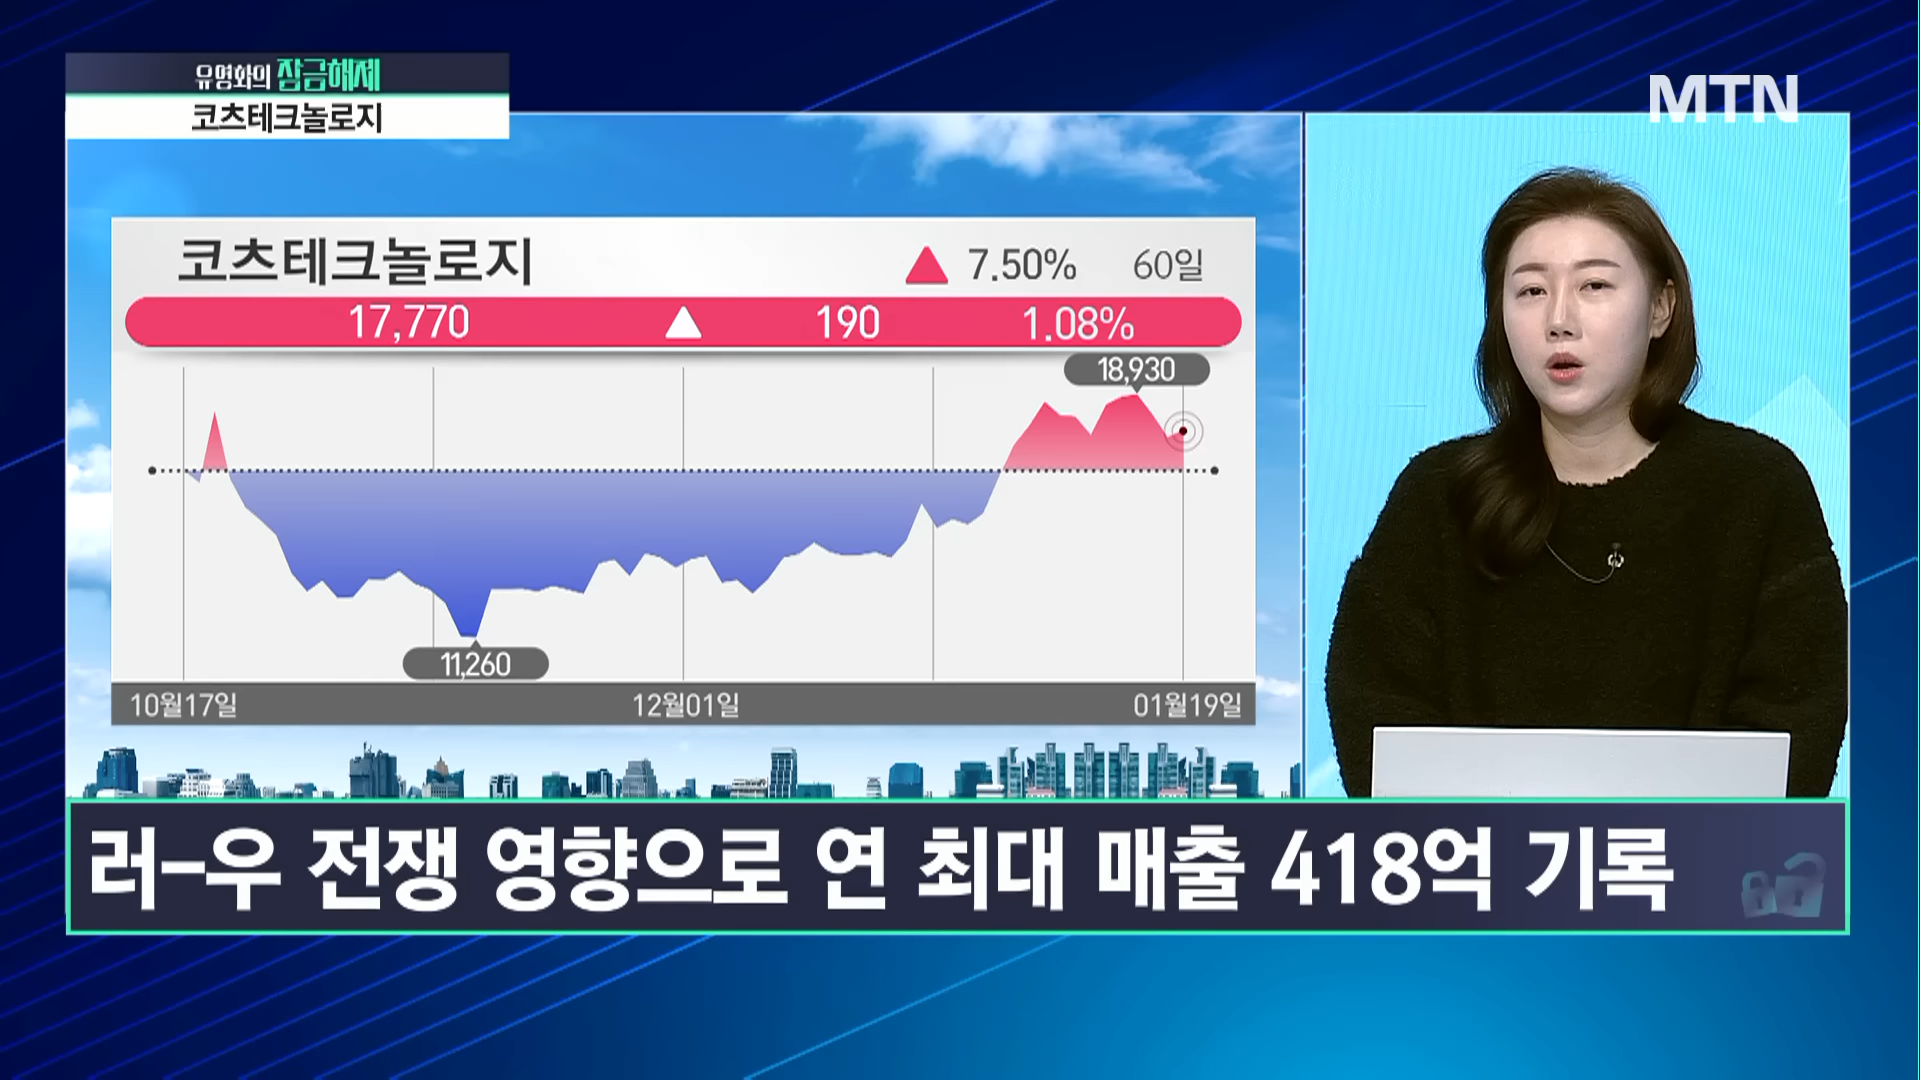 유영화의 잠금해제
코츠테크놀로지
MTN
코츠테크놀로지 ▲ 7.50% 60일
17,770 ▲ 190 1.08%
18,930
11,260
10월17일 12월01일 01월19일
러-우 전쟁 영향으로 연 최대 매출 418억 기록